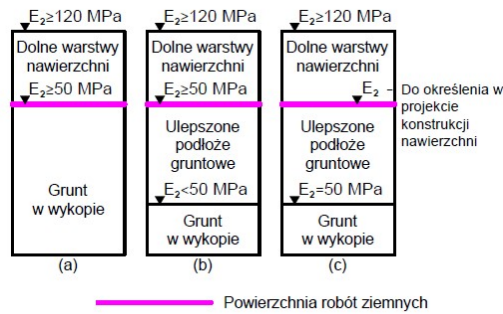 E₂≥120 MPa
Dolne warstwy
nawierzchni
E₂≥50 MPa
Grunt
w wykopie
(a)
E₂≥120 MPa
Dolne warstwy
nawierzchni
E₂≥50 MPa
Ulepszone
podłoże
gruntowe
E₂<50 MPa
Grunt
w wykopie
(b)
E₂≥120 MPa
Dolne warstwy
nawierzchni
E₂ - Do określenia w
projekcie
konstrukcji
nawierzchni
Ulepszone
podłoże
gruntowe
E₂=50 MPa
Grunt
w wykopie
(c)
Powierzchnia robót ziemnych